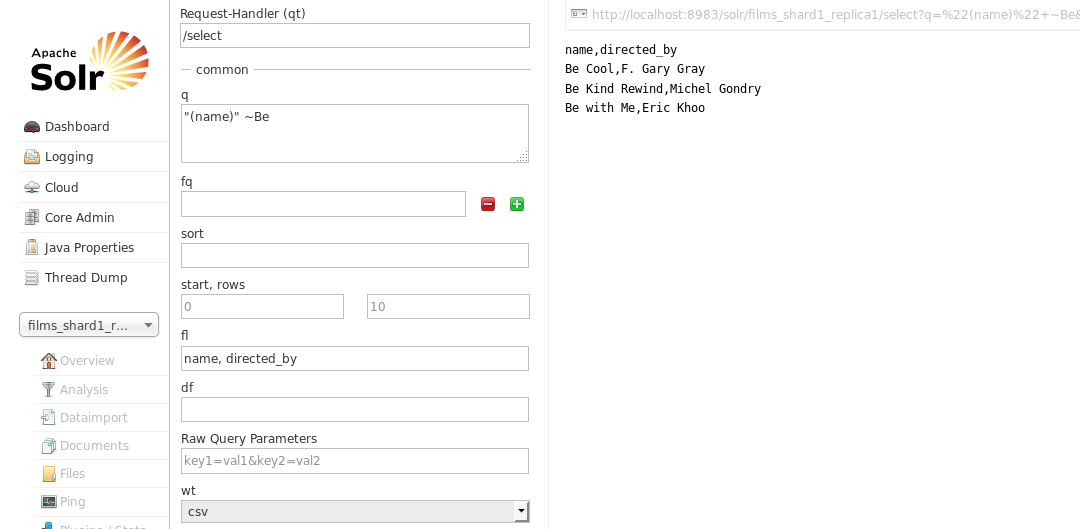 Apache
Solr
Dashboard
Logging
Cloud
Core Admin
Java Properties
Thread Dump
films_shard1_r...
Overview
Analysis
Dataimport
Documents
Files
Ping
Plugins / Stats
Request-Handler (qt)
/select
common
q
"(name)" ~Be
fq
sort
start, rows
0 10
fl
name, directed_by
df
Raw Query Parameters
key1=val1&key2=val2
wt
csv
http://localhost:8983/solr/films_shard1_replica1/select?q=%22(name)%22+~Be&
name,directed_by
Be Cool,F. Gary Gray
Be Kind Rewind,Michel Gondry
Be with Me,Eric Khoo